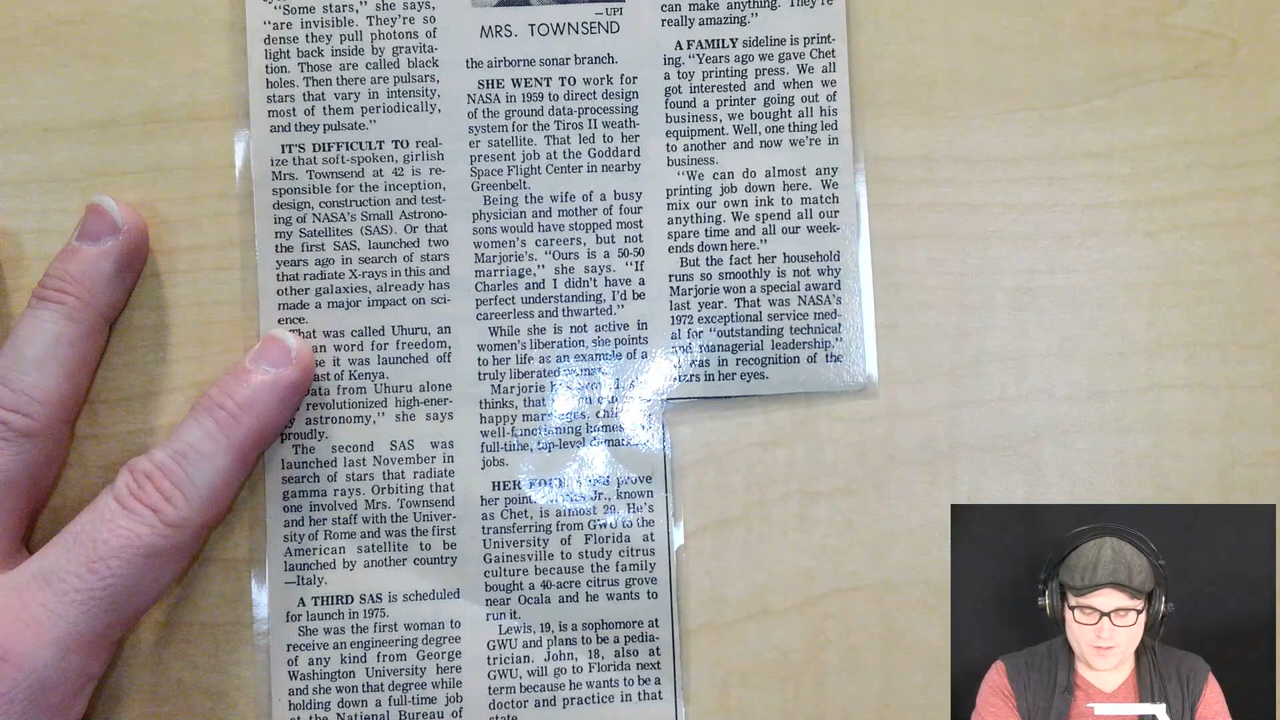 "Some stars," she says,
"are invisible. They're so
dense they pull photons of
light back inside by gravita-
tion. Those are called black
holes. Then there are pulsars,
stars that vary in intensity,
most of them periodically,
and they pulsate."
IT'S DIFFICULT TO real-
ize that soft-spoken, girlish
Mrs. Townsend at 42 is re-
sponsible for the inception,
design, construction and test-
ing of NASA's Small Astrono-
my Satellites (SAS). Or that
the first SAS, launched two
years ago in search of stars
that radiate X-rays in this and
other galaxies, already has
made a major impact on sci-
ence.
That was called Uhuru, an
an word for freedom,
e it was launched off
ast of Kenya.
ata from Uhuru alone
revolutionized high-ener-
astronomy," she says
proudly.
The second SAS was
launched last November in
search of stars that radiate
gamma rays. Orbiting that
one involved Mrs. Townsend
and her staff with the Univer-
sity of Rome and was the first
American satellite to be
launched by another country
—Italy.
A THIRD SAS is scheduled
for launch in 1975.
She was the first woman to
receive an engineering degree
of any kind from George
Washington University here
and she won that degree while
holding down a full-time job
at the National Bureau of
—UPI
MRS. TOWNSEND
the airborne sonar branch.
SHE WENT TO work for
NASA in 1959 to direct design
of the ground data-processing
system for the Tiros II weath-
er satellite. That led to her
present job at the Goddard
Space Flight Center in nearby
Greenbelt.
Being the wife of a busy
physician and mother of four
sons would have stopped most
women's careers, but not
Marjorie's. "Ours is a 50-50
marriage," she says. "If
Charles and I didn't have a
perfect understanding, I'd be
careerless and thwarted."
While she is not active in
women's liberation, she points
to her life as an example of a
truly liberated
Marjorie
thinks, that
happy
well-functioning homes
full-time, top-level
jobs.
HER prove
her point. Jr., known
as Chet, is almost 20. He's
transferring from GWU to the
University of Florida at
Gainesville to study citrus
culture because the family
bought a 40-acre citrus grove
near Ocala and he wants to
run it.
Lewis, 19, is a sophomore at
GWU and plans to be a pedia-
trician. John, 18, also at
GWU, will go to Florida next
term because he wants to be a
doctor and practice in that
state.
can make anything. They're
really amazing."
A FAMILY sideline is print-
ing. "Years ago we gave Chet
a toy printing press. We all
got interested and when we
found a printer going out of
business, we bought all his
equipment. Well, one thing led
to another and now we're in
business.
"We can do almost any
printing job down here. We
mix our own ink to match
anything. We spend all our
spare time and all our week-
ends down here."
But the fact her household
runs so smoothly is not why
Marjorie won a special award
last year. That was NASA's
1972 exceptional service med-
al for "outstanding technical
and managerial leadership."
was in recognition of the
stars in her eyes.